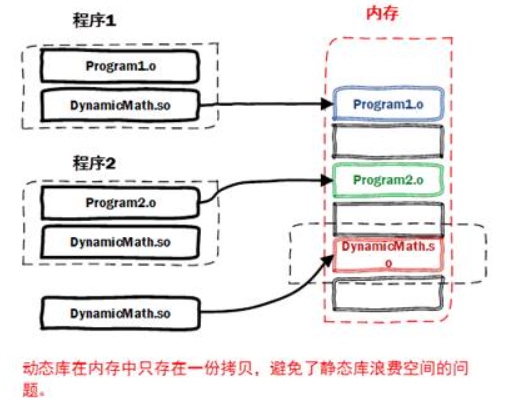 程序1
Program1.o
DynamicMath.so
程序2
Program2.o
DynamicMath.so
DynamicMath.so
内存
Program1.o
Program2.o
DynamicMath.s
o
动态库在内存中只存在一份拷贝，避免了静态库浪费空间的问
题。